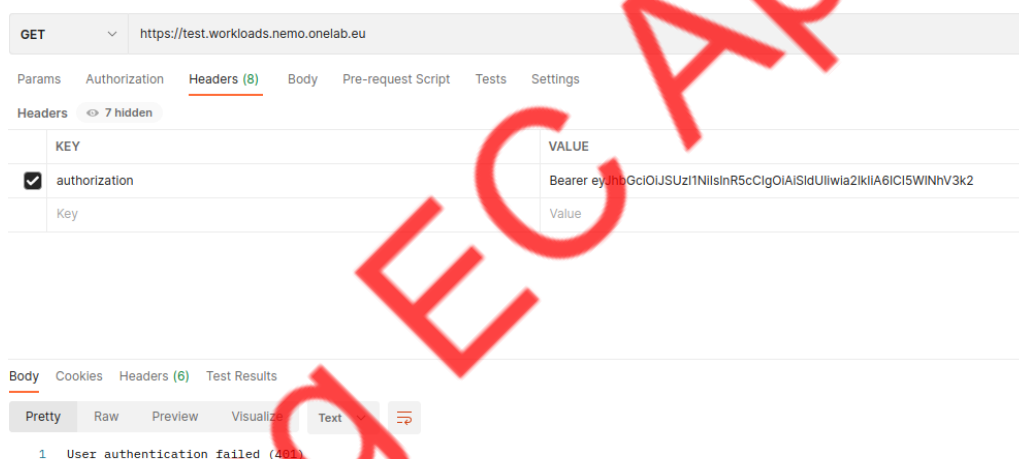 GET https://test.workloads.nemo.onelab.eu
Params Authorization Headers (8) Body Pre-request Script Tests Settings
Headers 7 hidden
KEY VALUE
authorization Bearer eyJhbGciOiJSUzI1NiIsInR5cCIgOiAiSldUIiwia2lkIiA6ICI5WlNhV3k2
Key Value
Body Cookies Headers (6) Test Results
Pretty Raw Preview Visualize Text
1 User authentication failed (401)